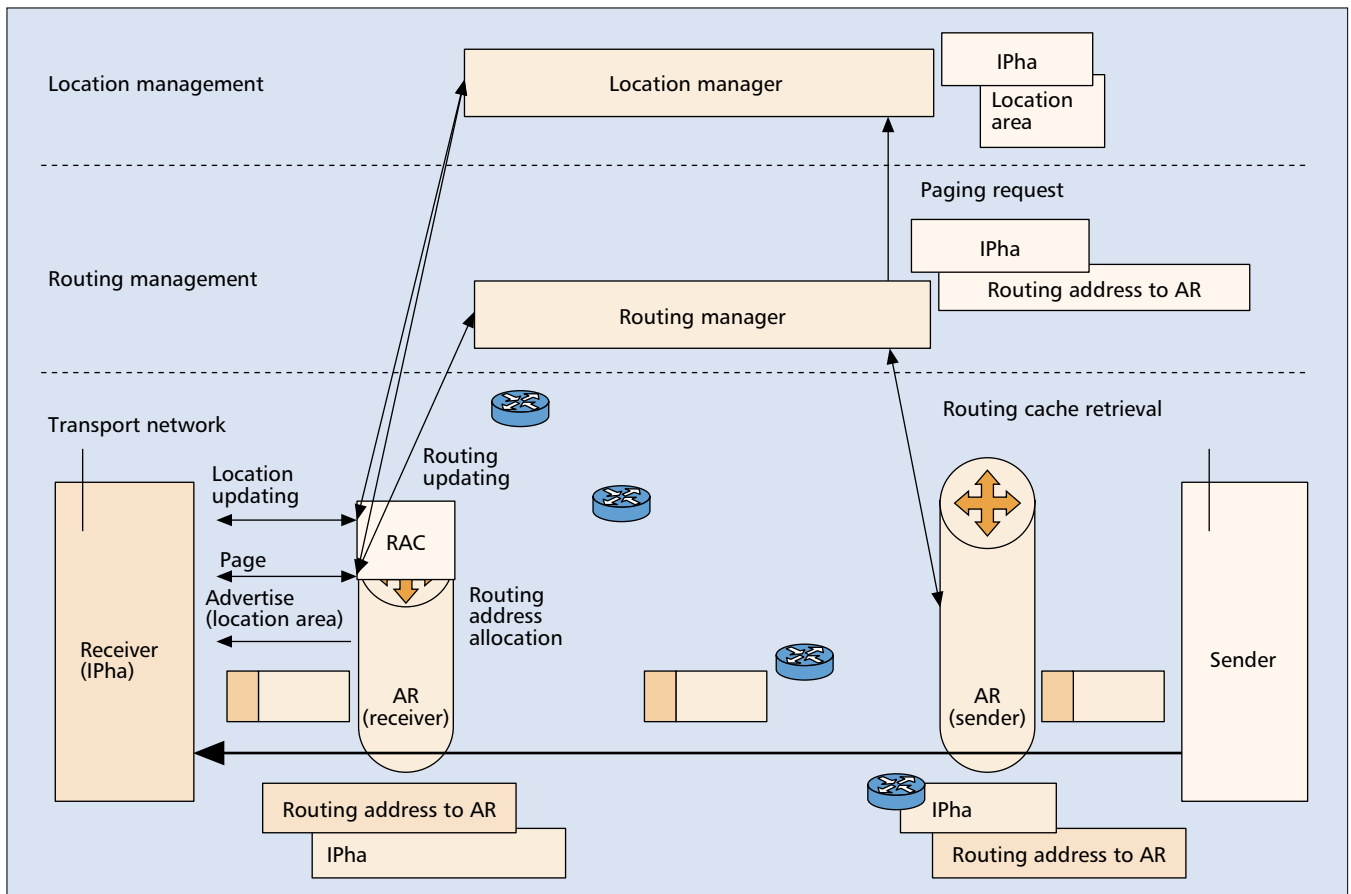 Location management
Location manager
IPha
Location
area
Paging request
IPha
Routing management
Routing address to AR
Routing manager
Routing cache retrieval
Transport network
Routing
updating
Location
updating
RAC
Page
Advertise
(location area)
Routing
address
allocation
Receiver
(IPha)
AR
(receiver)
AR
(sender)
Sender
Routing address to AR
IPha
IPha
Routing address to AR